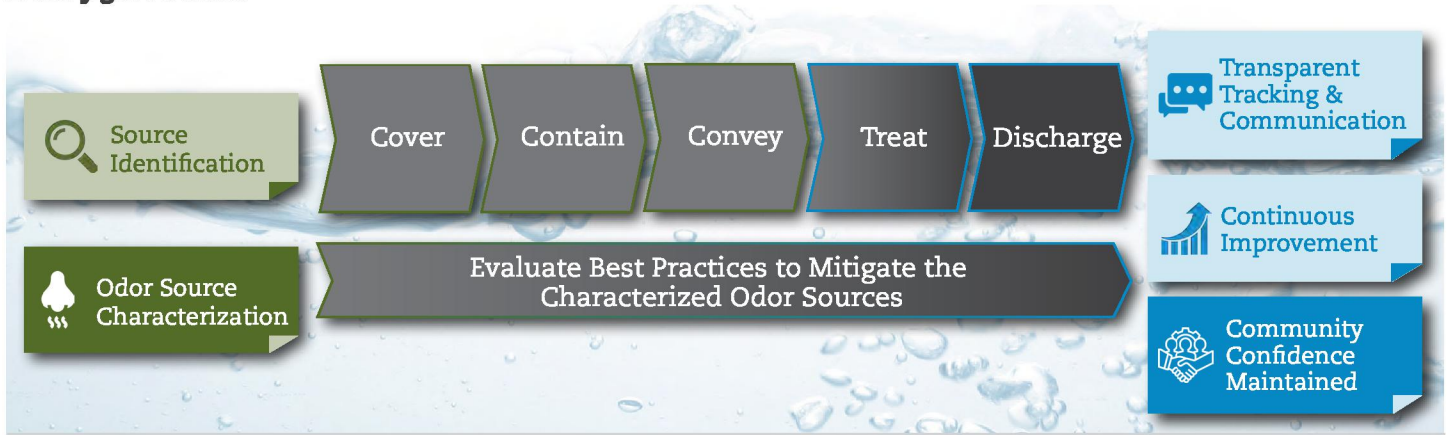 Source
Identification
Odor Source
Characterization
Cover
Contain
Convey
Treat
Discharge
Evaluate Best Practices to Mitigate the
Characterized Odor Sources
Transparent
Tracking &
Communication
Continuous
Improvement
Community
Confidence
Maintained